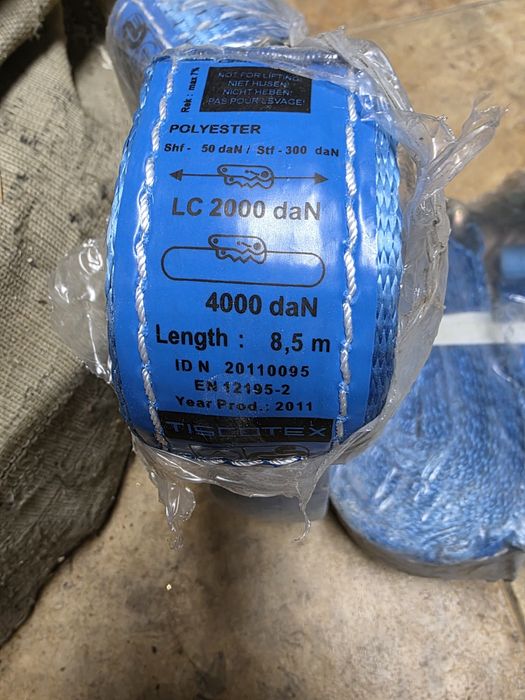 Rek : max 7%
NOT FOR LIFTING!
NIET HIJSEN!
NICHT HEBEN!
PAS POUR LEVAGE!
POLYESTER
Shf - 50 daN / Stf - 300 daN
LC 2000 daN
4000 daN
Length : 8,5 m
ID N 20110095
EN 12195-2
Year Prod.: 2011